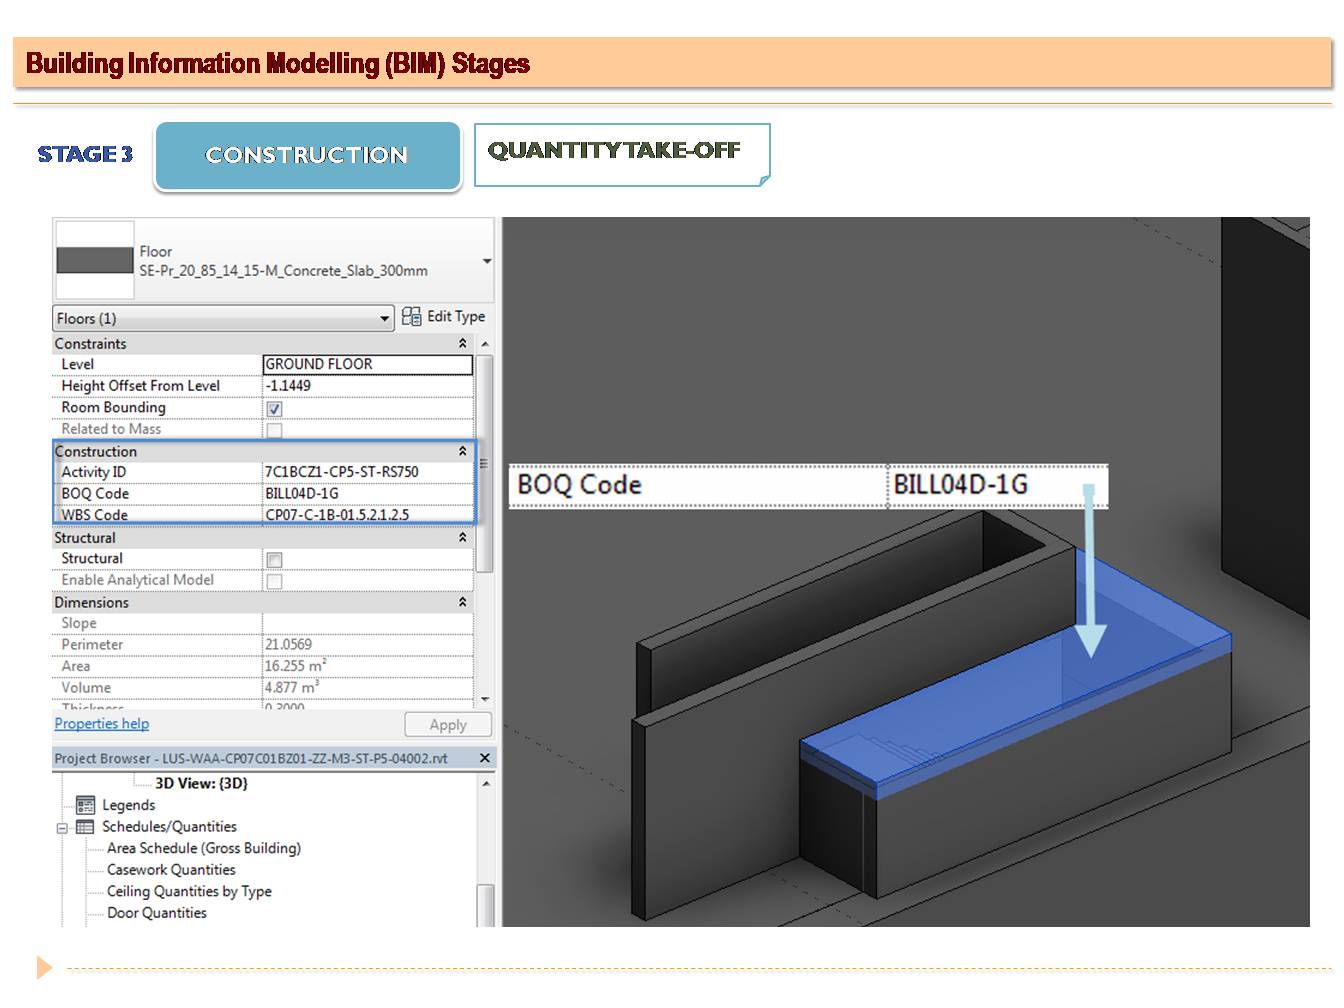 Building Information Modelling (BIM) Stages
STAGE 3
CONSTRUCTION
QUANTITY TAKE-OFF
Floor
SE-Pr_20_85_14_15-M_Concrete_Slab_300mm
Floors (1)
Edit Type
Constraints
Level GROUND FLOOR
Height Offset From Level -1.1449
Room Bounding
Related to Mass
Construction
Activity ID 7C1BCZ1-CP5-ST-RS750
BOQ Code BILL04D-1G
WBS Code CP07-C-1B-01.5.2.1.2.5
Structural
Structural
Enable Analytical Model
Dimensions
Slope
Perimeter 21.0569
Area 16.255 m²
Volume 4.877 m³
Thickness 0.3000
Properties help
Apply
Project Browser - LUS-WAA-CP07C01BZ01-ZZ-M3-ST-P5-04002.rvt
3D View: {3D}
Legends
Schedules/Quantities
Area Schedule (Gross Building)
Casework Quantities
Ceiling Quantities by Type
Door Quantities
BOQ Code BILL04D-1G